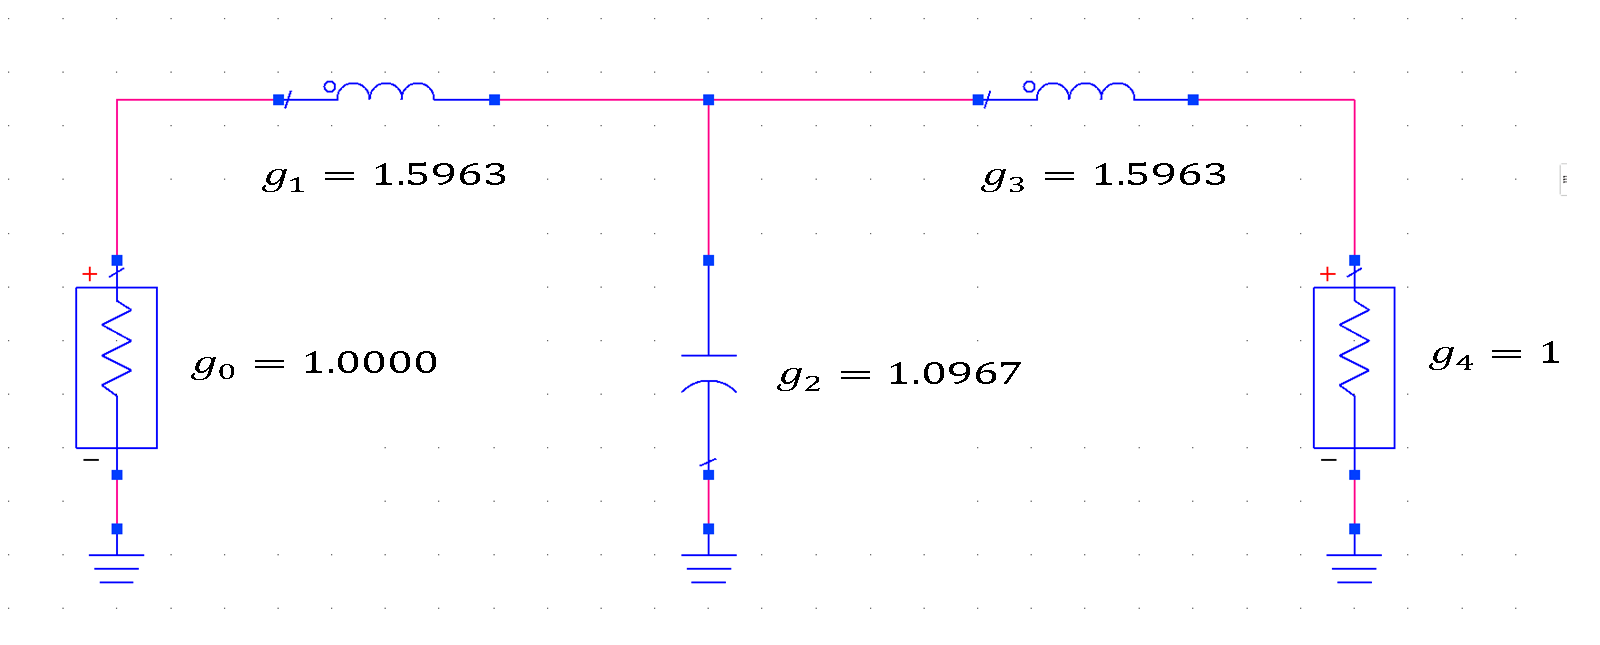 g₁ = 1.5963
g₃ = 1.5963
+
+
g₀ = 1.0000
g₂ = 1.0967
g₄ = 1
−
−